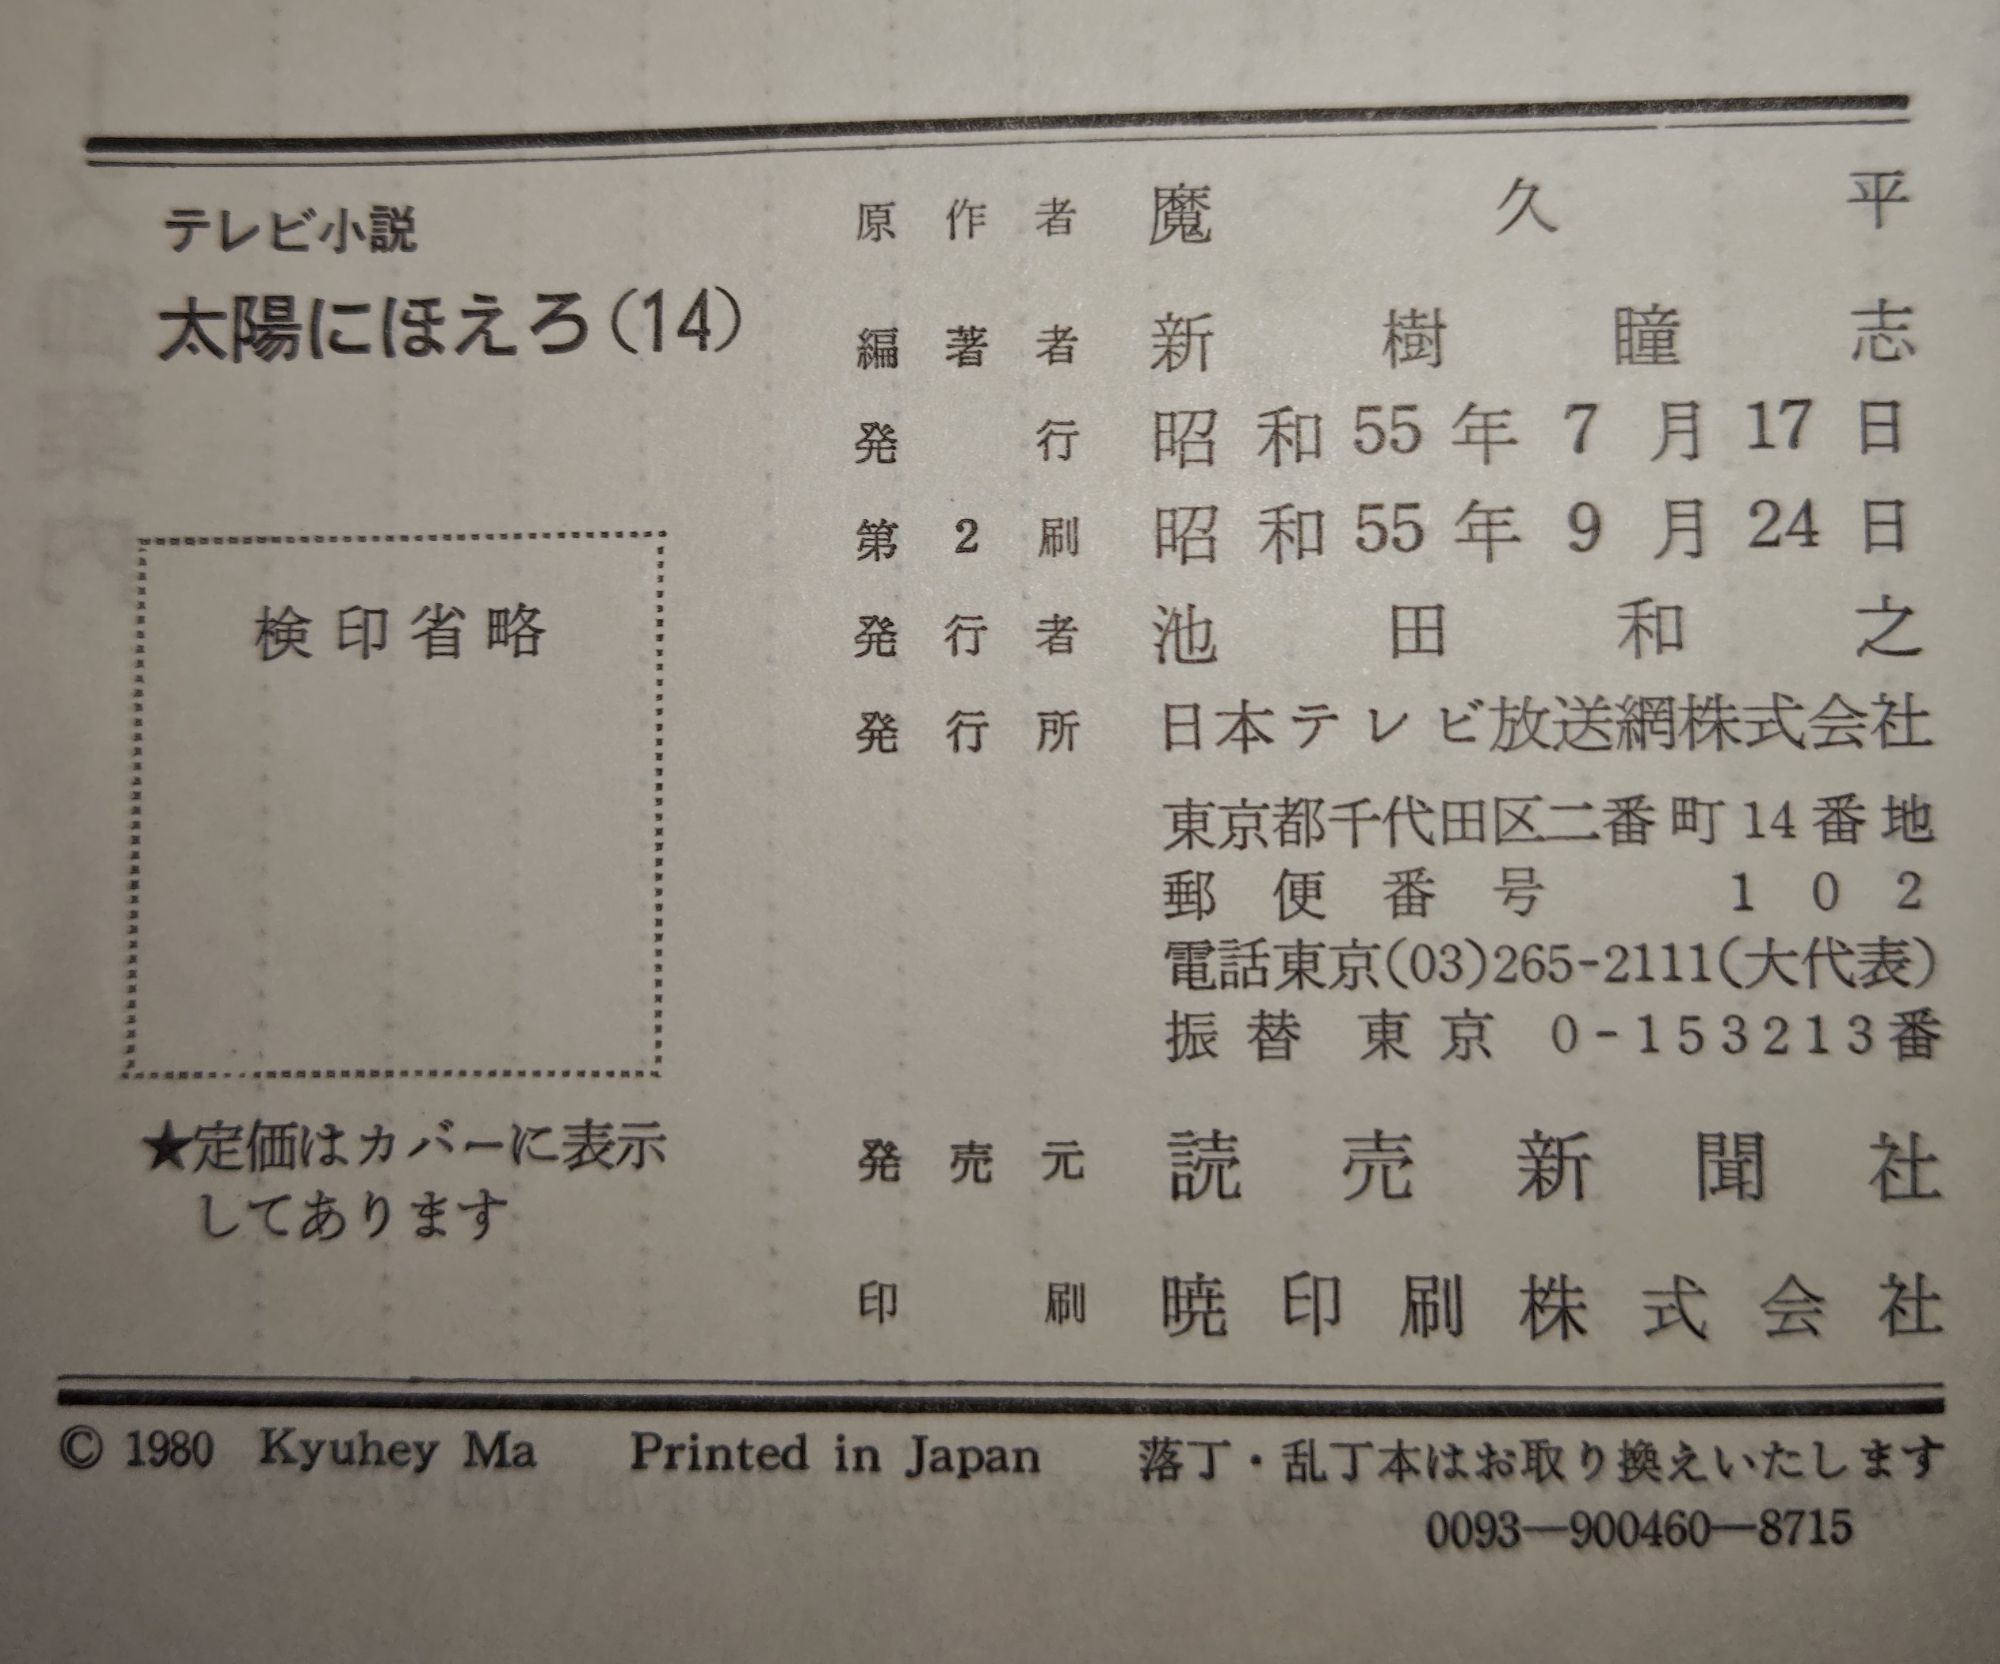 テレビ小説
太陽にほえろ(14)
検印省略
★定価はカバーに表示
してあります
原作者 魔久平
編著者 新樹瞳志
発行 昭和55年7月17日
第2刷 昭和55年9月24日
発行者 池田和之
発行所 日本テレビ放送網株式会社
東京都千代田区二番町14番地
郵便番号 102
電話東京(03)265-2111(大代表)
振替 東京 0-153213番
発売元 読売新聞社
印刷 暁印刷株式会社
© 1980 Kyuhey Ma Printed in Japan 落丁・乱丁本はお取り換えいたします
0093―900460―8715